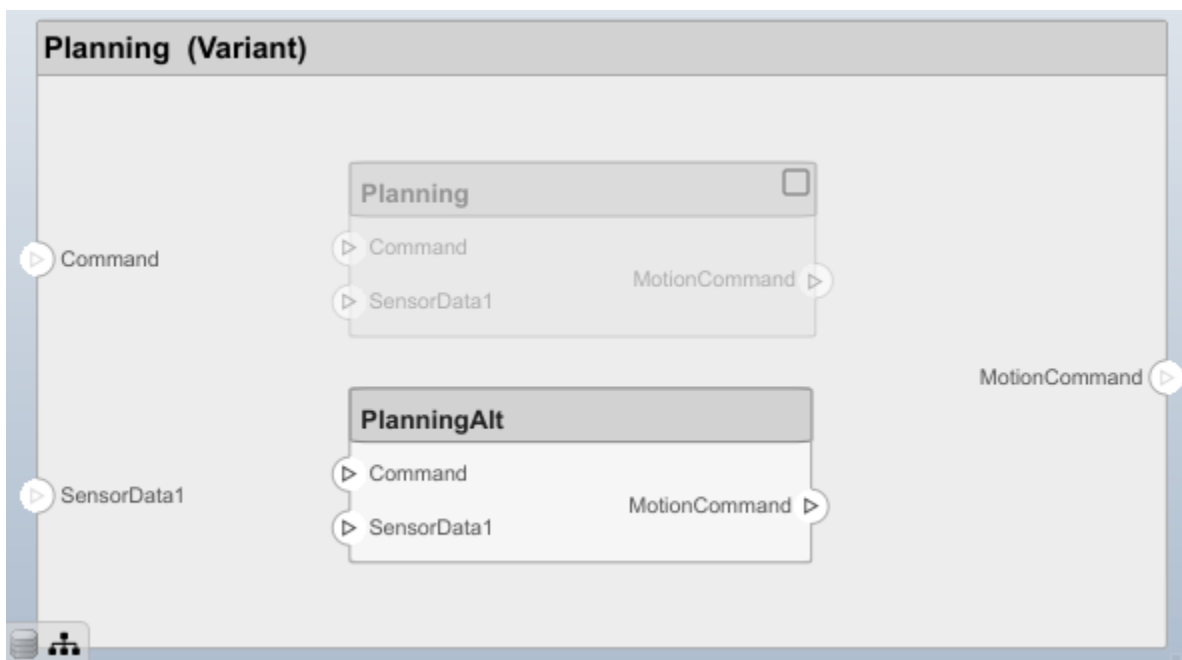 Planning (Variant)
Planning
Command
Command
MotionCommand
SensorData1
MotionCommand
PlanningAlt
Command
SensorData1
MotionCommand
SensorData1